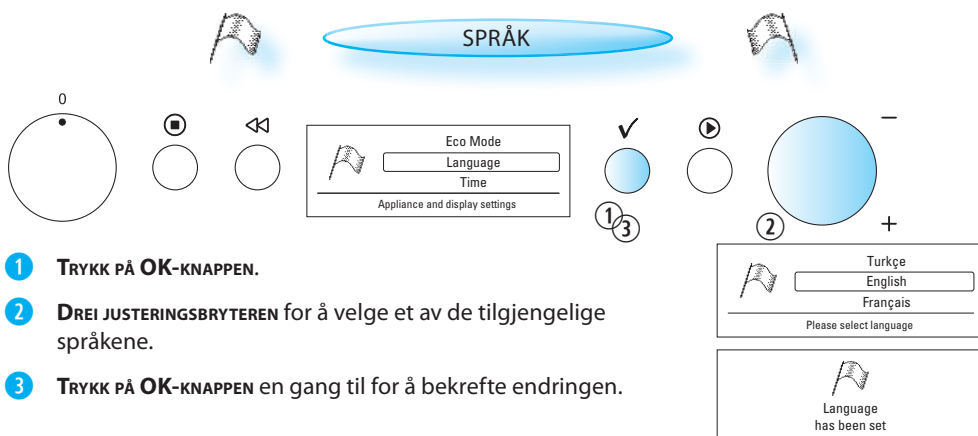 SPRÅK
0
Eco Mode
Language
Time
Appliance and display settings
−
+
1
3
2
1 TRYKK PÅ OK-KNAPPEN.
2 DREI JUSTERINGSBRYTEREN for å velge et av de tilgjengelige
språkene.
3 TRYKK PÅ OK-KNAPPEN en gang til for å bekrefte endringen.
Turkçe
English
Français
Please select language
Language
has been set